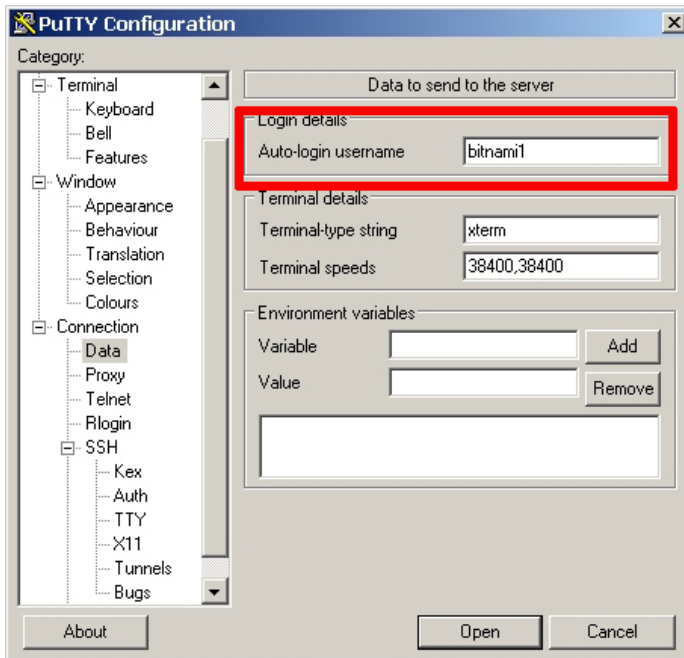 PuTTY Configuration
Category:
Terminal
Keyboard
Bell
Features
Window
Appearance
Behaviour
Translation
Selection
Colours
Connection
Data
Proxy
Telnet
Rlogin
SSH
Kex
Auth
TTY
X11
Tunnels
Bugs
Data to send to the server
Login details
Auto-login username bitnami1
Terminal details
Terminal-type string xterm
Terminal speeds 38400,38400
Environment variables
Variable Add
Value Remove
About Open Cancel